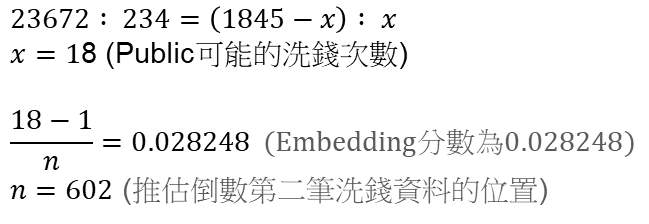 23672 : 234 = (1845 − x) : x
x = 18 (Public可能的洗錢次數)
18 − 1
n
= 0.028248 (Embedding分數為0.028248)
n = 602 (推估倒數第二筆洗錢資料的位置)